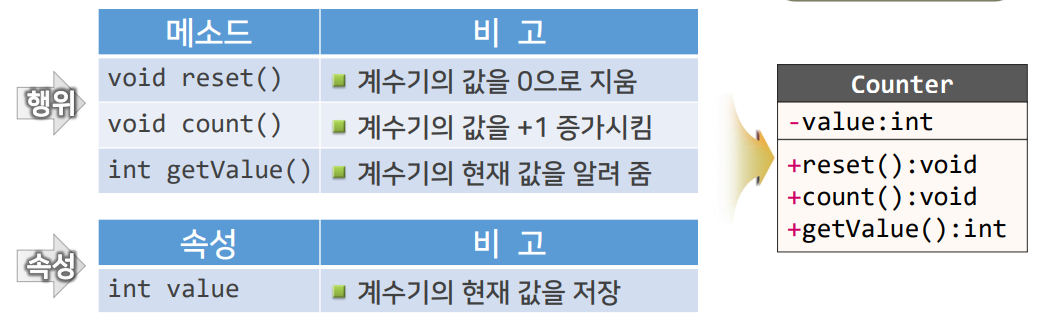 메소드 비 고
행위
void reset() 계수기의 값을 0으로 지움
void count() 계수기의 값을 +1 증가시킴
int getValue() 계수기의 현재 값을 알려 줌
속성 비 고
속성
int value 계수기의 현재 값을 저장
Counter
-value:int
+reset():void
+count():void
+getValue():int